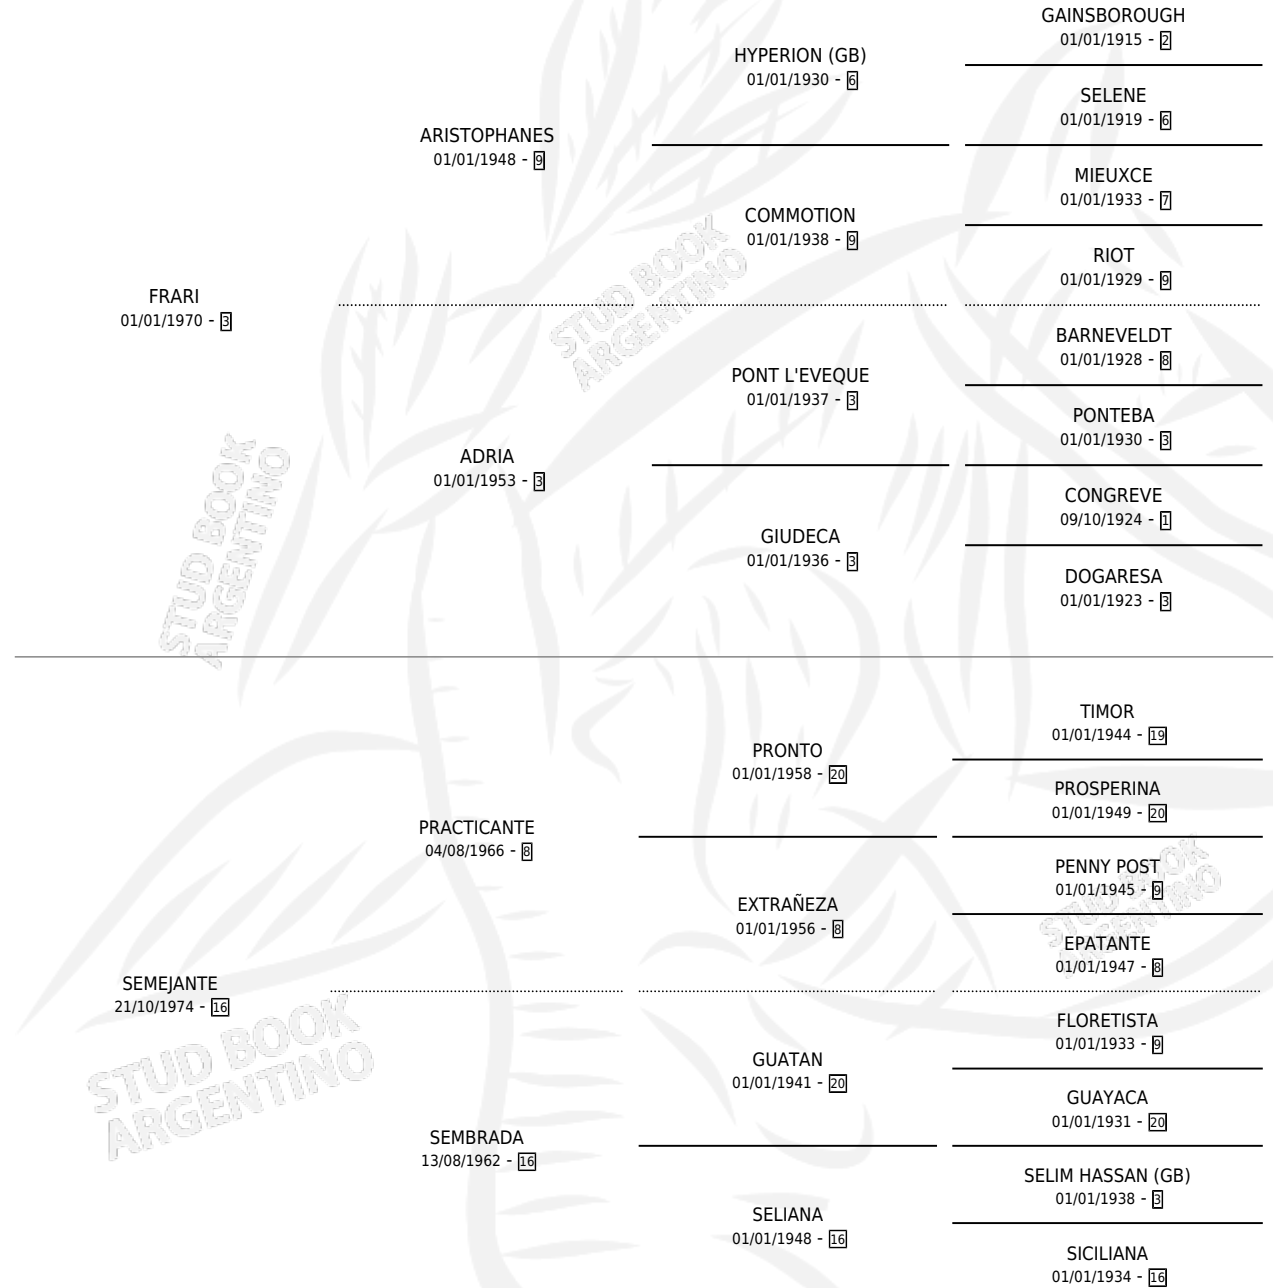 GAINSBOROUGH
01/01/1915 - 2
HYPERION (GB)
01/01/1930 - 6
SELENE
01/01/1919 - 6
ARISTOPHANES
01/01/1948 - 9
MIEUXCE
01/01/1933 - 7
COMMOTION
01/01/1938 - 9
RIOT
01/01/1929 - 9
FRARI
01/01/1970 - 3
BARNEVELDT
01/01/1928 - 8
PONT L'EVEQUE
01/01/1937 - 3
PONTEBA
01/01/1930 - 3
ADRIA
01/01/1953 - 3
CONGREVE
09/10/1924 - 1
GIUDECA
01/01/1936 - 3
DOGARESA
01/01/1923 - 3
STUD BOOK
ARGENTINO
STUD BOOK
ARGENTINO
TIMOR
01/01/1944 - 19
PRONTO
01/01/1958 - 20
PROSPERINA
01/01/1949 - 20
PRACTICANTE
04/08/1966 - 8
PENNY POST
01/01/1945 - 9
EXTRAÑEZA
01/01/1956 - 8
EPATANTE
01/01/1947 - 8
STUD BOOK
ARGENTINO
SEMEJANTE
21/10/1974 - 16
FLORETISTA
01/01/1933 - 9
GUATAN
01/01/1941 - 20
GUAYACA
01/01/1931 - 20
STUD BOOK
ARGENTINO
SEMBRADA
13/08/1962 - 16
SELIM HASSAN (GB)
01/01/1938 - 3
SELIANA
01/01/1948 - 16
SICILIANA
01/01/1934 - 16